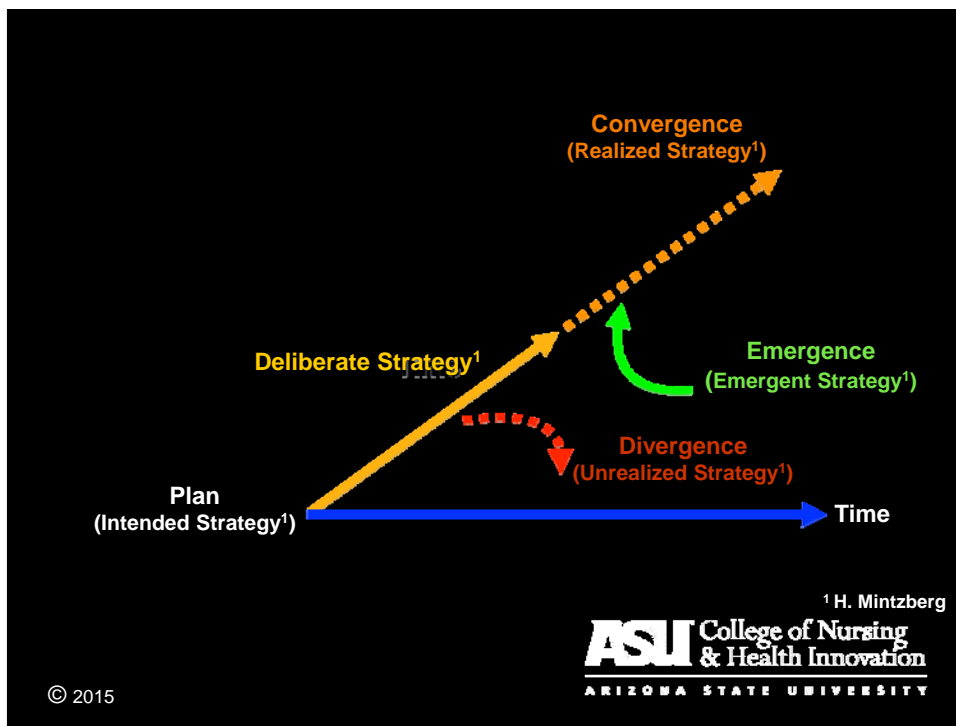 Convergence
(Realized Strategy¹)
Deliberate Strategy¹
Emergence
(Emergent Strategy¹)
Divergence
(Unrealized Strategy¹)
Plan
(Intended Strategy¹)
Time
¹ H. Mintzberg
ASU College of Nursing
& Health Innovation
ARIZONA STATE UNIVERSITY
© 2015